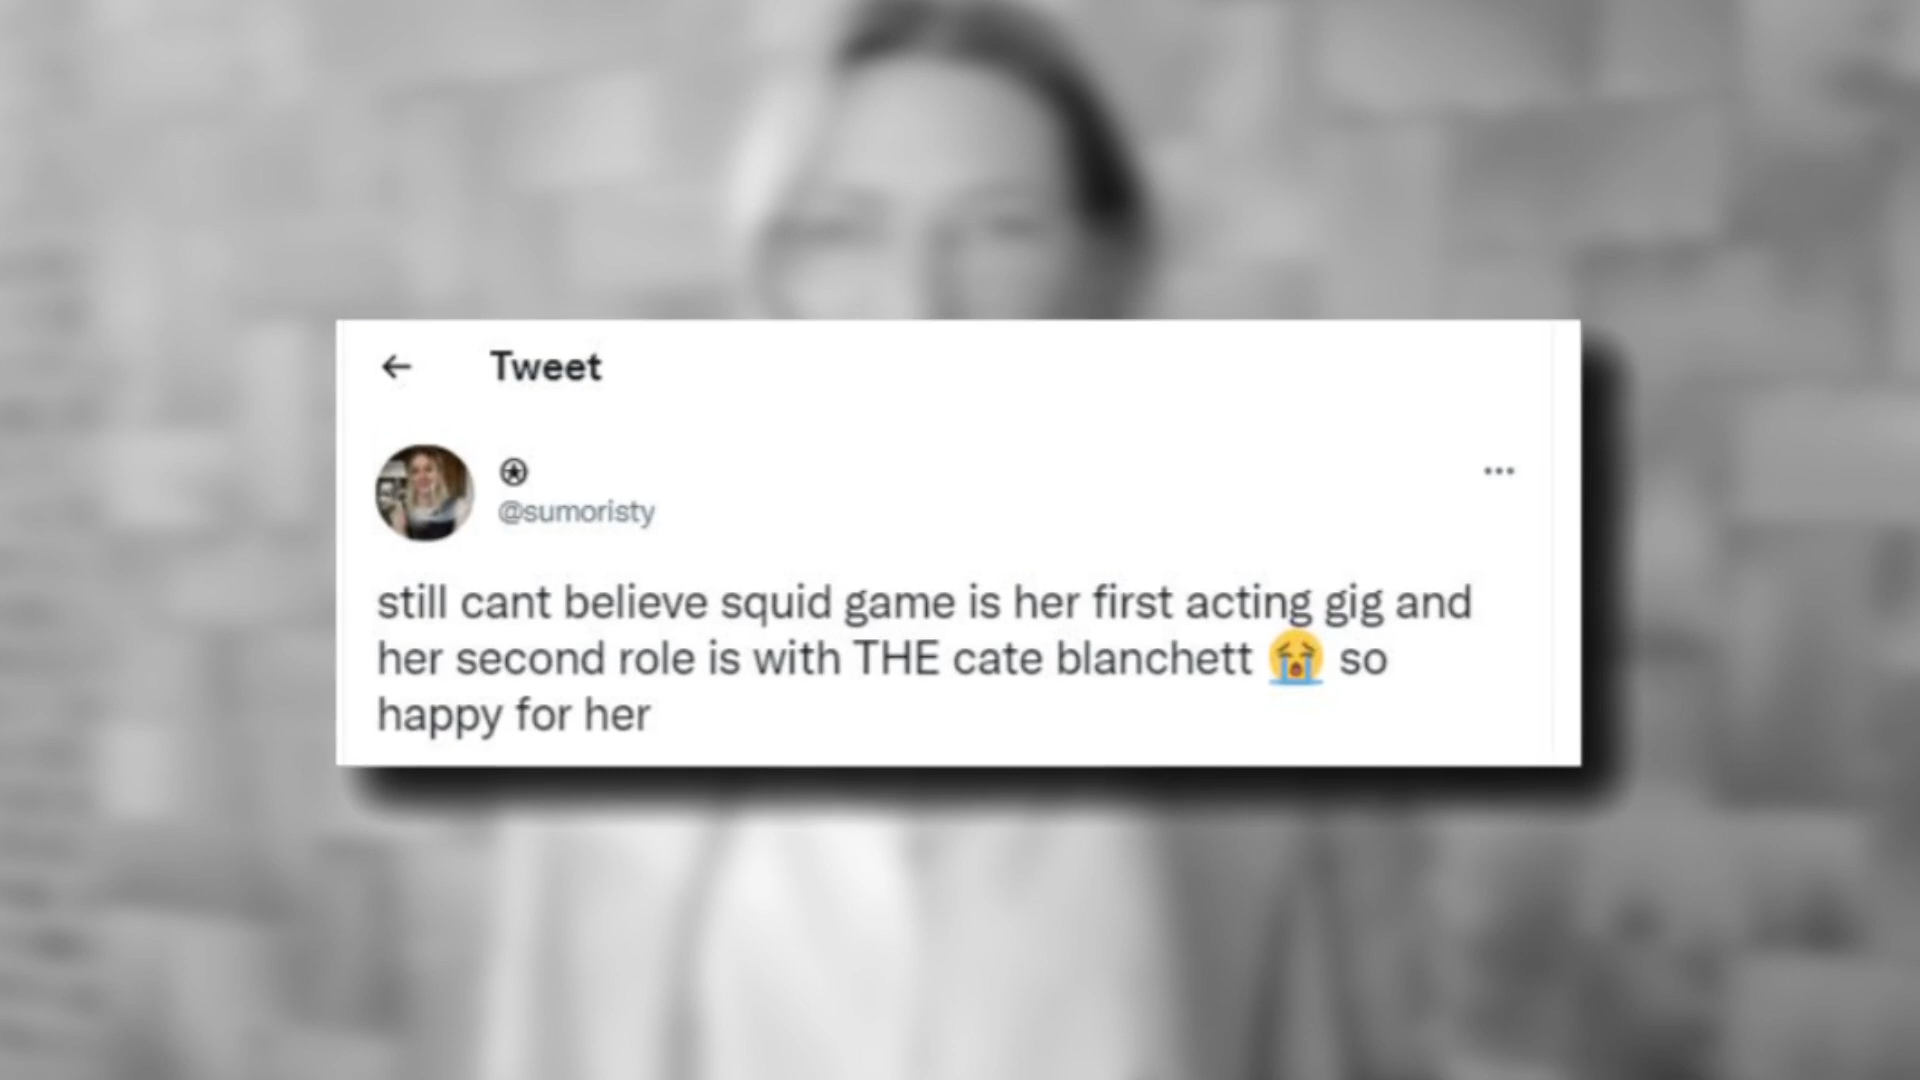 ← Tweet
✪
@sumoristy
still cant believe squid game is her first acting gig and
her second role is with THE cate blanchett 😭 so
happy for her